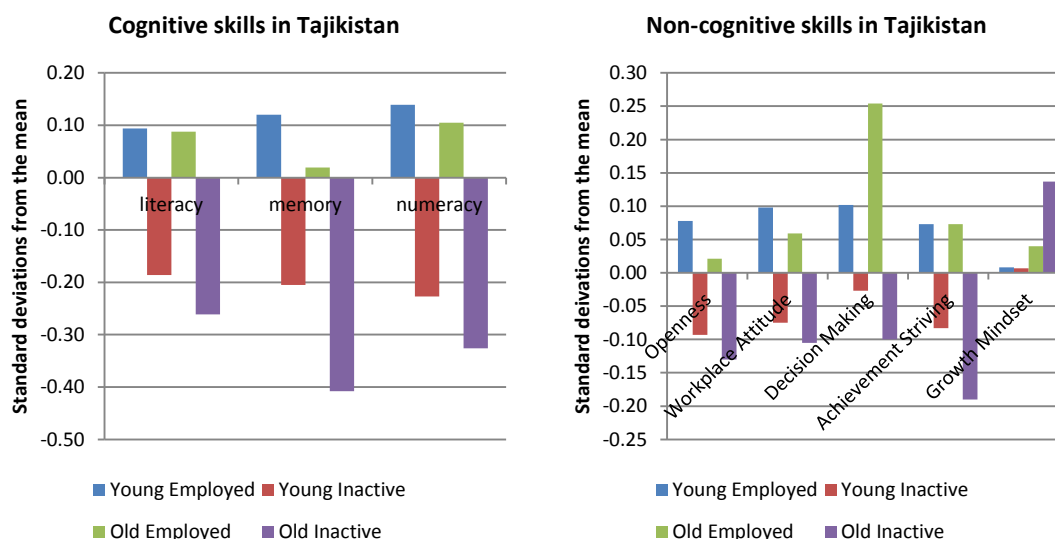 Cognitive skills in Tajikistan
Standard deviations from the mean
0.20
0.10
0.00
-0.10
-0.20
-0.30
-0.40
-0.50
literacy memory numeracy
Young Employed Young Inactive
Old Employed Old Inactive
Non-cognitive skills in Tajikistan
Standard deivations from the mean
0.30
0.25
0.20
0.15
0.10
0.05
0.00
-0.05
-0.10
-0.15
-0.20
-0.25
Openness
Workplace Attitude
Decision Making
Achievement Striving
Growth Mindset
Young Employed Young Inactive
Old Employed Old Inactive